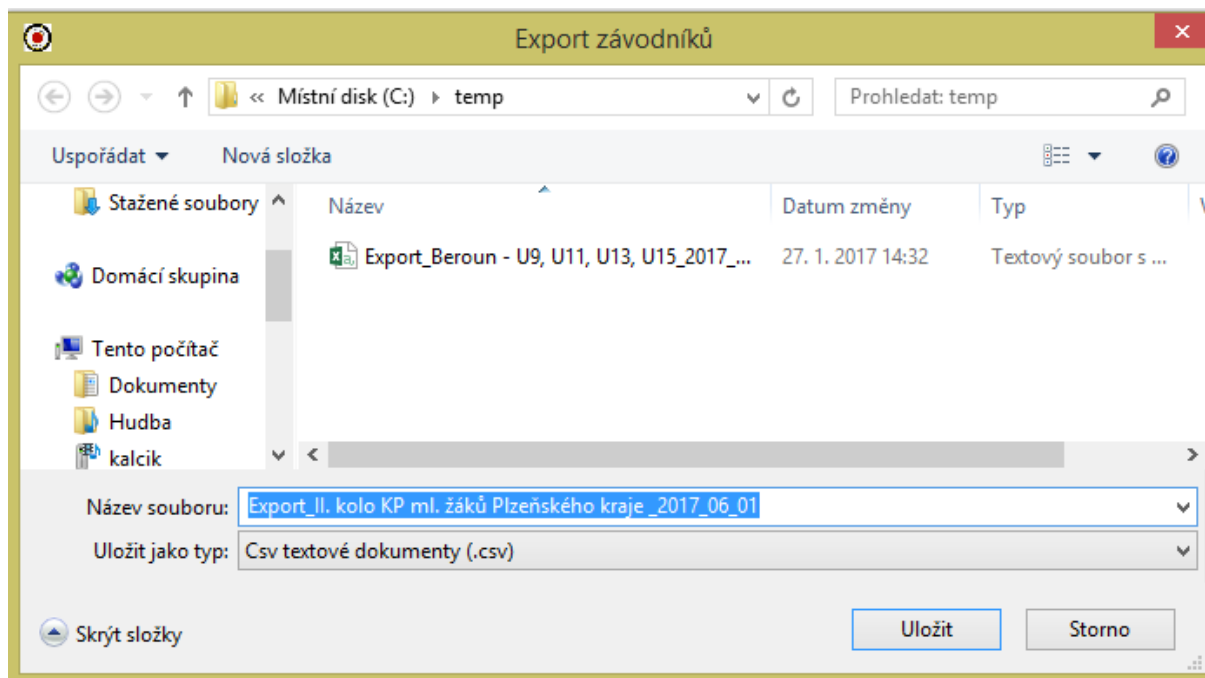 Export závodníků
« Místní disk (C:) temp
Prohledat: temp
Uspořádat
Nová složka
Stažené soubory
Domácí skupina
Tento počítač
Dokumenty
Hudba
kalcik
Název Datum změny Typ
Export_Beroun - U9, U11, U13, U15_2017_... 27. 1. 2017 14:32 Textový soubor s ...
Název souboru: Export_II. kolo KP ml. žáků Plzeňského kraje _2017_06_01
Uložit jako typ: Csv textové dokumenty (.csv)
Skrýt složky
Uložit
Storno